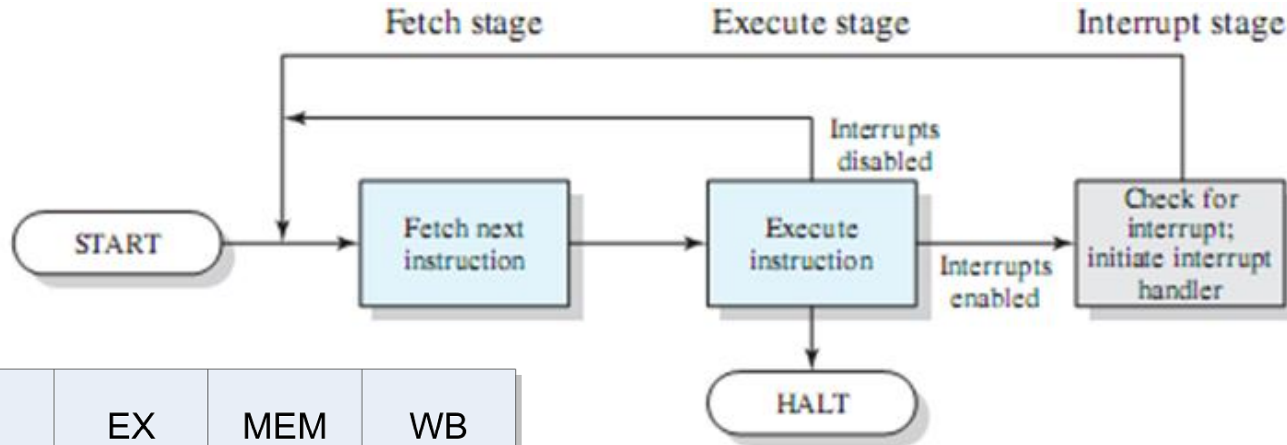 Fetch stage
Execute stage
Interrupt stage
Interrupts
disabled
START
Fetch next
instruction
Execute
instruction
Interrupts
enabled
Check for
interrupt;
initiate interrupt
handler
HALT
EX
MEM
WB